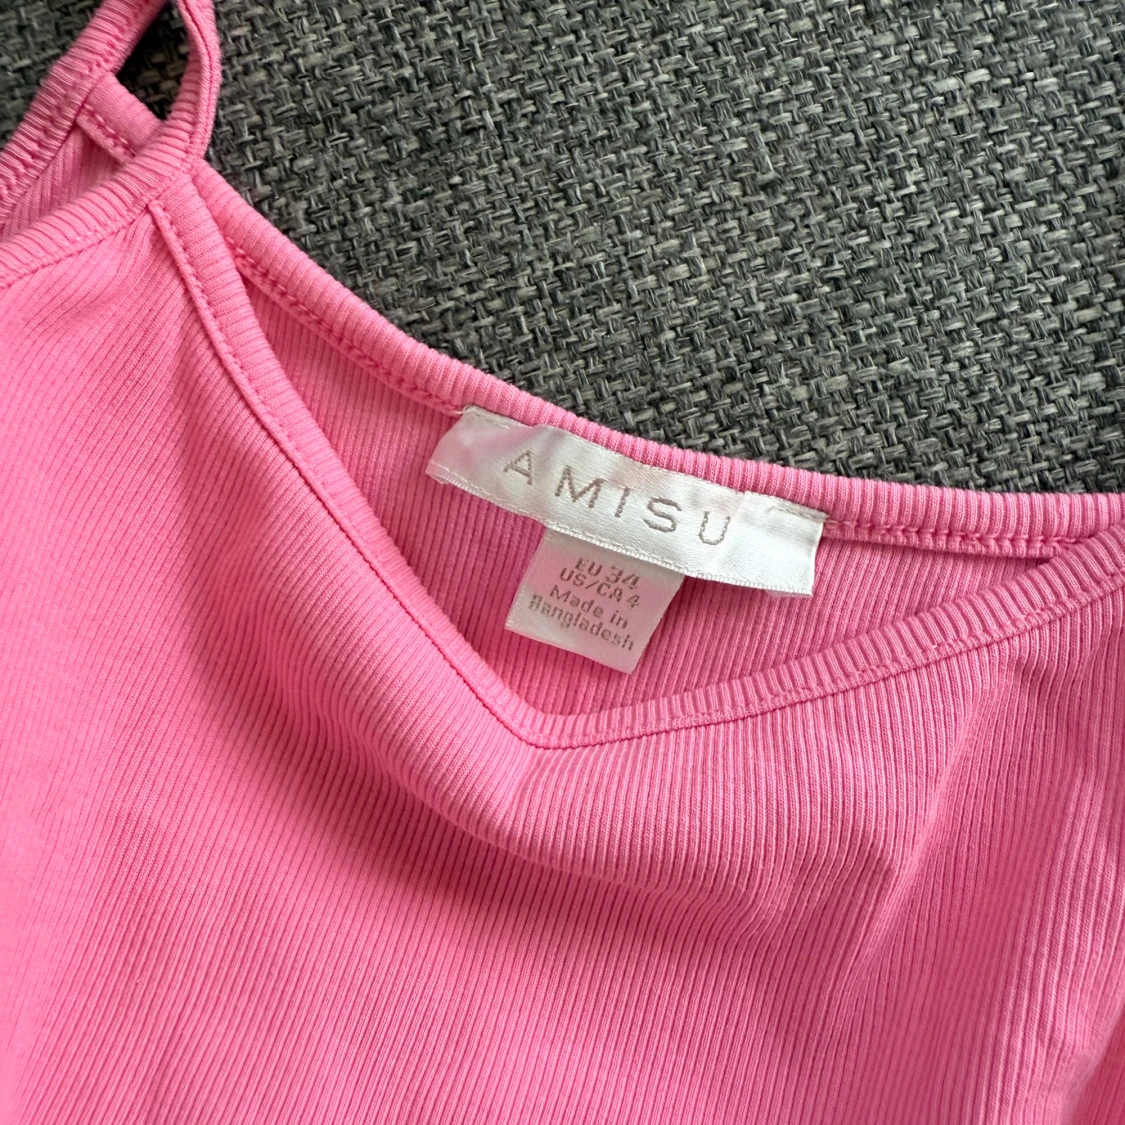 AMISU
EU 34
US/CA 4
Made in
Bangladesh